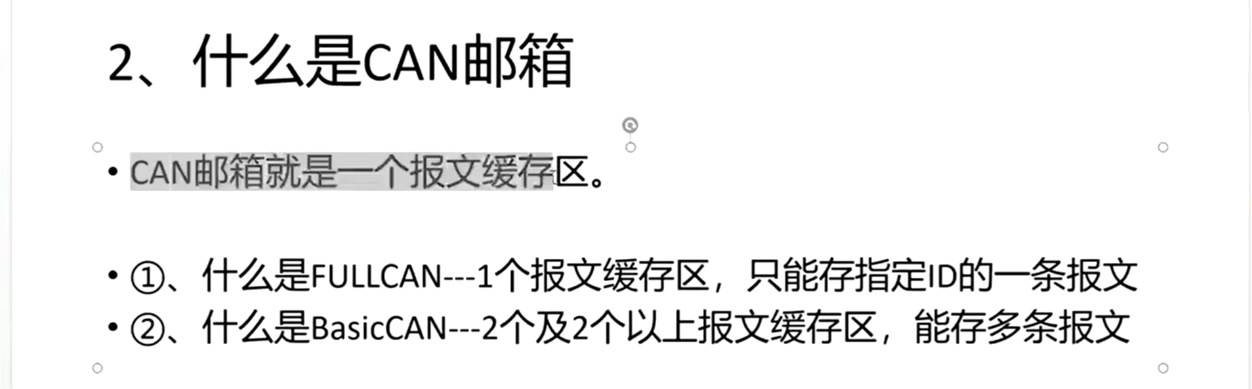 2、什么是CAN邮箱
• CAN邮箱就是一个报文缓存区。
• ①、什么是FULLCAN---1个报文缓存区，只能存指定ID的一条报文
• ②、什么是BasicCAN---2个及2个以上报文缓存区，能存多条报文